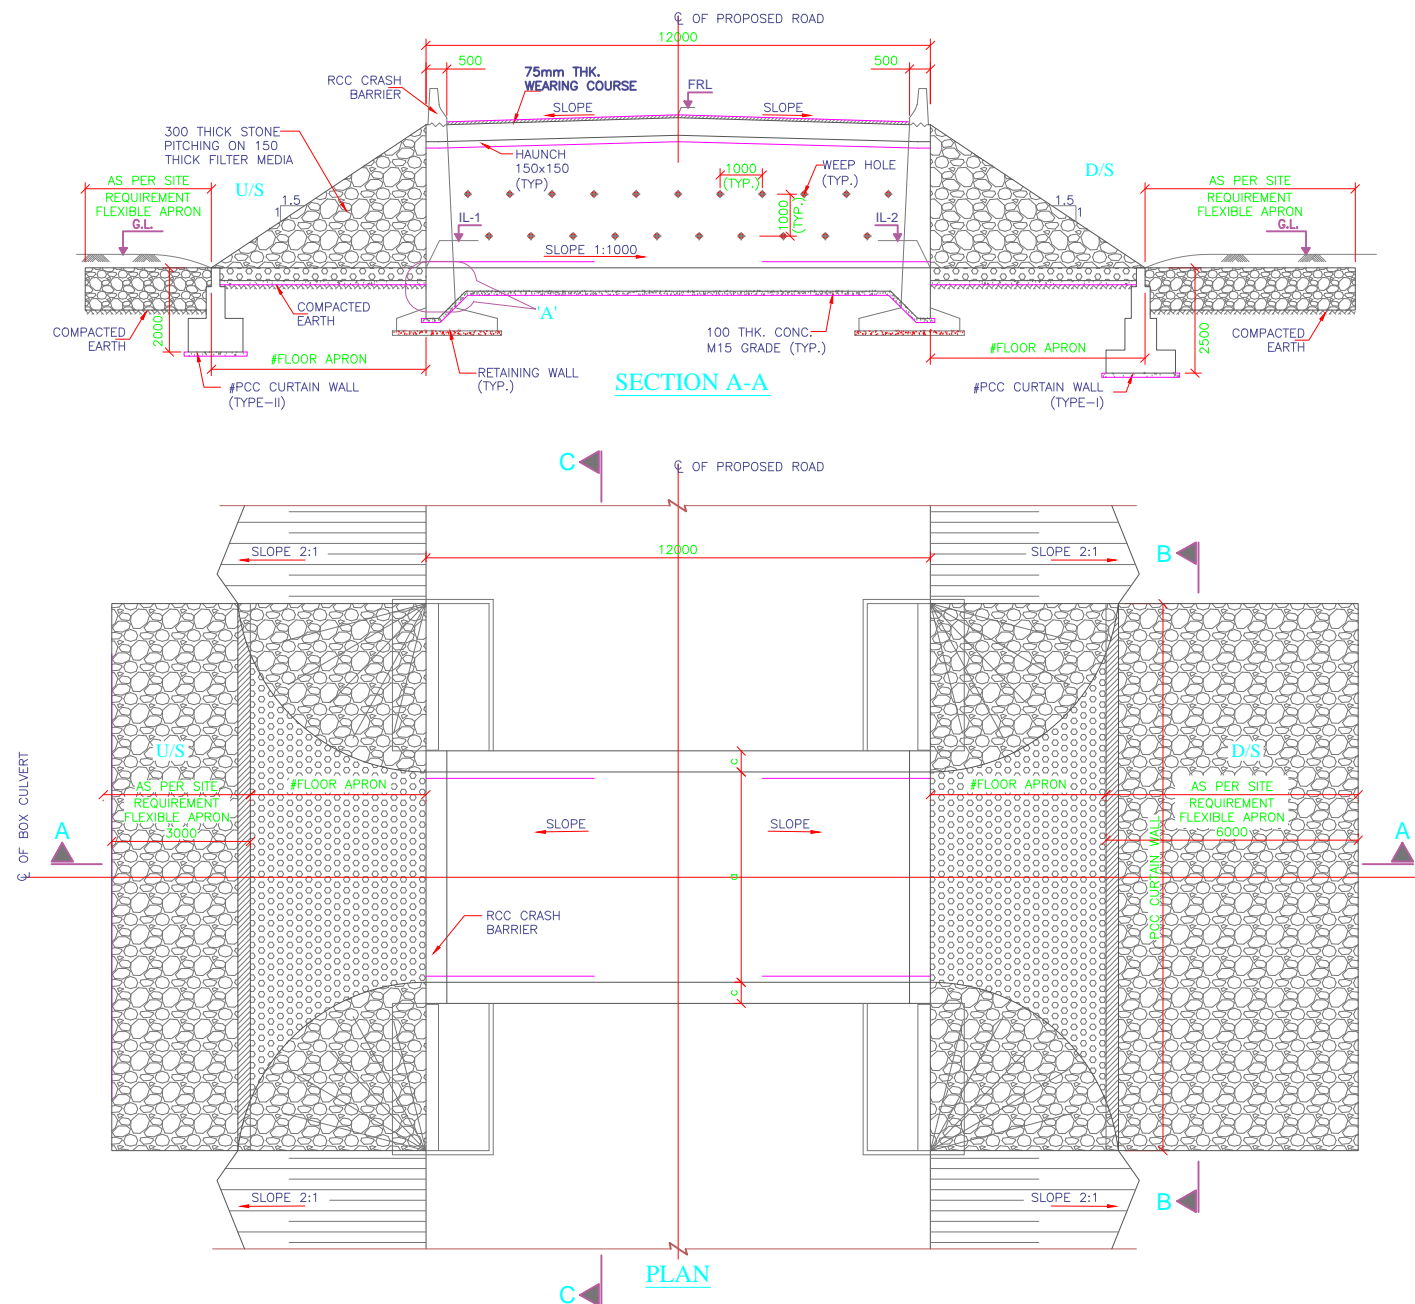 ℄ OF PROPOSED ROAD
12000
500
500
75mm THK.
WEARING COURSE
RCC CRASH
BARRIER
FRL
SLOPE
SLOPE
300 THICK STONE
PITCHING ON 150
THICK FILTER MEDIA
HAUNCH
150x150
(TYP)
1000
(TYP.)
WEEP HOLE
(TYP.)
D/S
AS PER SITE
REQUIREMENT
FLEXIBLE APRON
G.L.
U/S
1.5
1
IL-1
1000
(TYP.)
IL-2
1.5
1
AS PER SITE
REQUIREMENT
FLEXIBLE APRON
G.L.
SLOPE 1:1000
COMPACTED
EARTH
'A'
COMPACTED
EARTH
2000
100 THK. CONC.
M15 GRADE (TYP.)
COMPACTED
EARTH
2500
#FLOOR APRON
#FLOOR APRON
#PCC CURTAIN WALL
(TYPE-II)
RETAINING WALL
(TYP.)
SECTION A-A
#PCC CURTAIN WALL
(TYPE-I)
C
℄ OF PROPOSED ROAD
SLOPE 2:1
12000
SLOPE 2:1
B
U/S
D/S
c
AS PER SITE
REQUIREMENT
FLEXIBLE APRON
3000
#FLOOR APRON
#FLOOR APRON
AS PER SITE
REQUIREMENT
FLEXIBLE APRON
6000
SLOPE
SLOPE
A
A
℄ OF BOX CULVERT
PCC CURTAIN WALL
a
RCC CRASH
BARRIER
c
SLOPE 2:1
SLOPE 2:1
B
PLAN
C